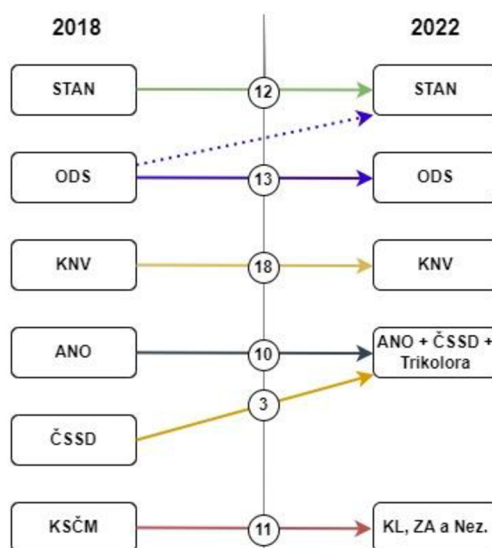 2018 2022
STAN 12 STAN
ODS 13 ODS
KNV 18 KNV
ANO 10 ANO + ČSSD +
Trikolora
3
ČSSD
KSČM 11 KL, ZA a Nez.